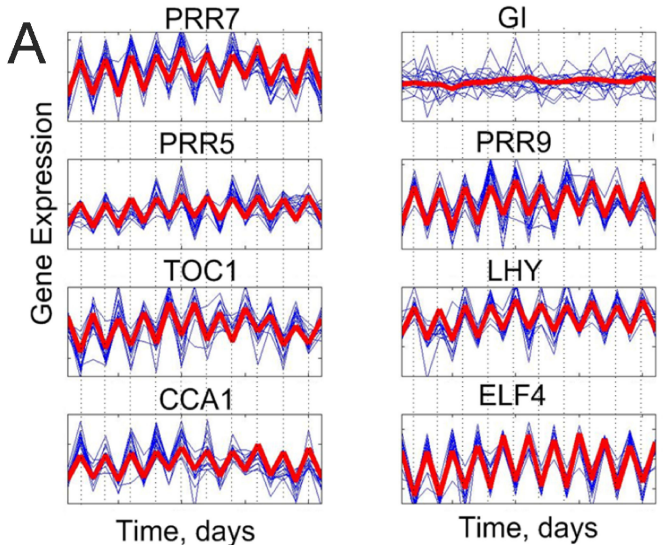 A
PRR7
GI
PRR5
PRR9
TOC1
LHY
CCA1
ELF4
Gene Expression
Time, days
Time, days